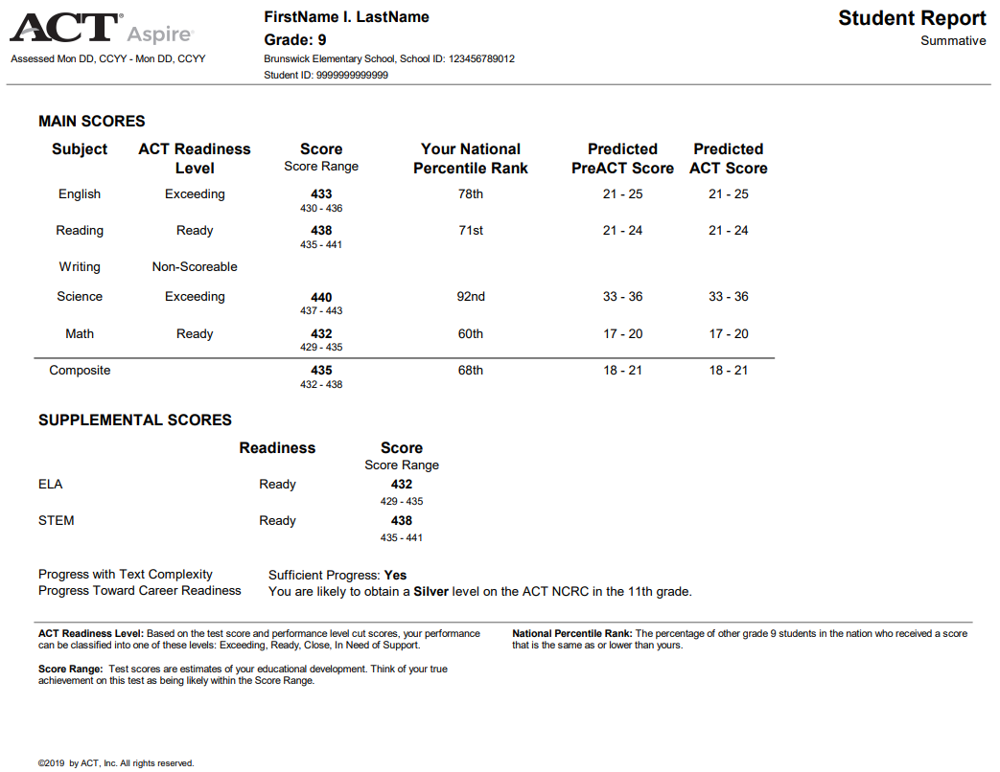 ACT® Aspire®
Assessed Mon DD, CCYY - Mon DD, CCYY
FirstName I. LastName
Grade: 9
Brunswick Elementary School, School ID: 123456789012
Student ID: 9999999999999
Student Report
Summative
MAIN SCORES
Subject ACT Readiness Level Score Score Range Your National Percentile Rank Predicted PreACT Score Predicted ACT Score
English Exceeding 433 78th 21 - 25 21 - 25
430 - 436
Reading Ready 438 71st 21 - 24 21 - 24
435 - 441
Writing Non-Scoreable
Science Exceeding 440 92nd 33 - 36 33 - 36
437 - 443
Math Ready 432 60th 17 - 20 17 - 20
429 - 435
Composite 435 68th 18 - 21 18 - 21
432 - 438
SUPPLEMENTAL SCORES
Readiness Score
Score Range
ELA Ready 432
429 - 435
STEM Ready 438
435 - 441
Progress with Text Complexity Sufficient Progress: Yes
Progress Toward Career Readiness You are likely to obtain a Silver level on the ACT NCRC in the 11th grade.
ACT Readiness Level: Based on the test score and performance level cut scores, your performance
can be classified into one of these levels: Exceeding, Ready, Close, In Need of Support.
Score Range: Test scores are estimates of your educational development. Think of your true
achievement on this test as being likely within the Score Range.
National Percentile Rank: The percentage of other grade 9 students in the nation who received a score
that is the same as or lower than yours.
©2019 by ACT, Inc. All rights reserved.